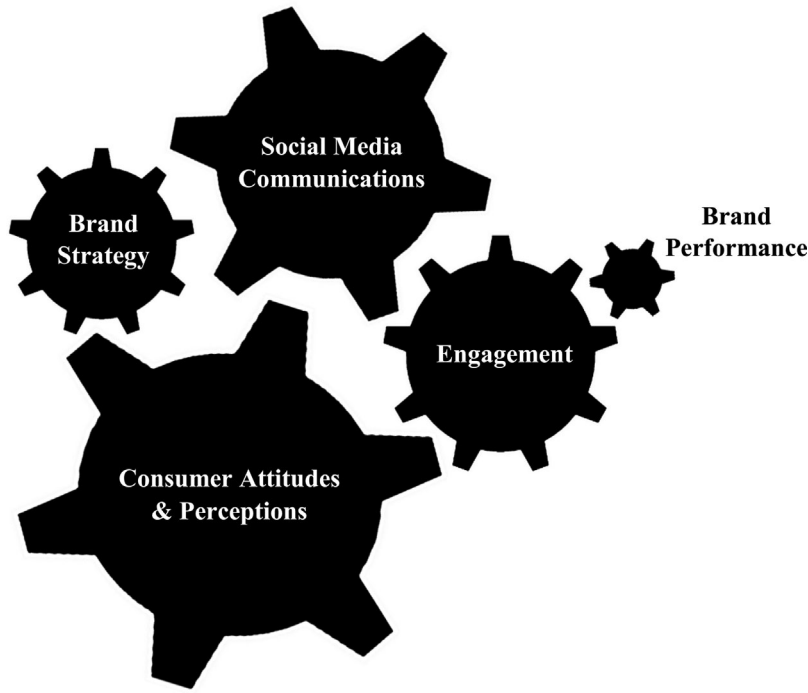 Social Media
Communications
Brand
Strategy
Brand
Performance
Engagement
Consumer Attitudes
& Perceptions